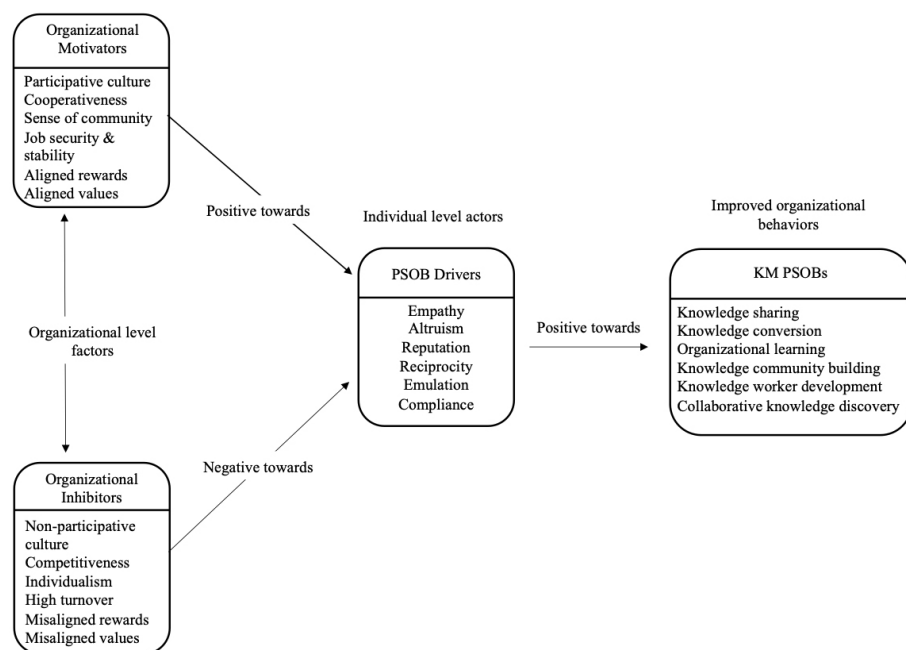 Organizational
Motivators
Participative culture
Cooperativeness
Sense of community
Job security &
stability
Aligned rewards
Aligned values
Positive towards
Organizational level
factors
Organizational
Inhibitors
Non-participative
culture
Competitiveness
Individualism
High turnover
Misaligned rewards
Misaligned values
Negative towards
Individual level actors
PSOB Drivers
Empathy
Altruism
Reputation
Reciprocity
Emulation
Compliance
Positive towards
Improved organizational
behaviors
KM PSOBs
Knowledge sharing
Knowledge conversion
Organizational learning
Knowledge community building
Knowledge worker development
Collaborative knowledge discovery